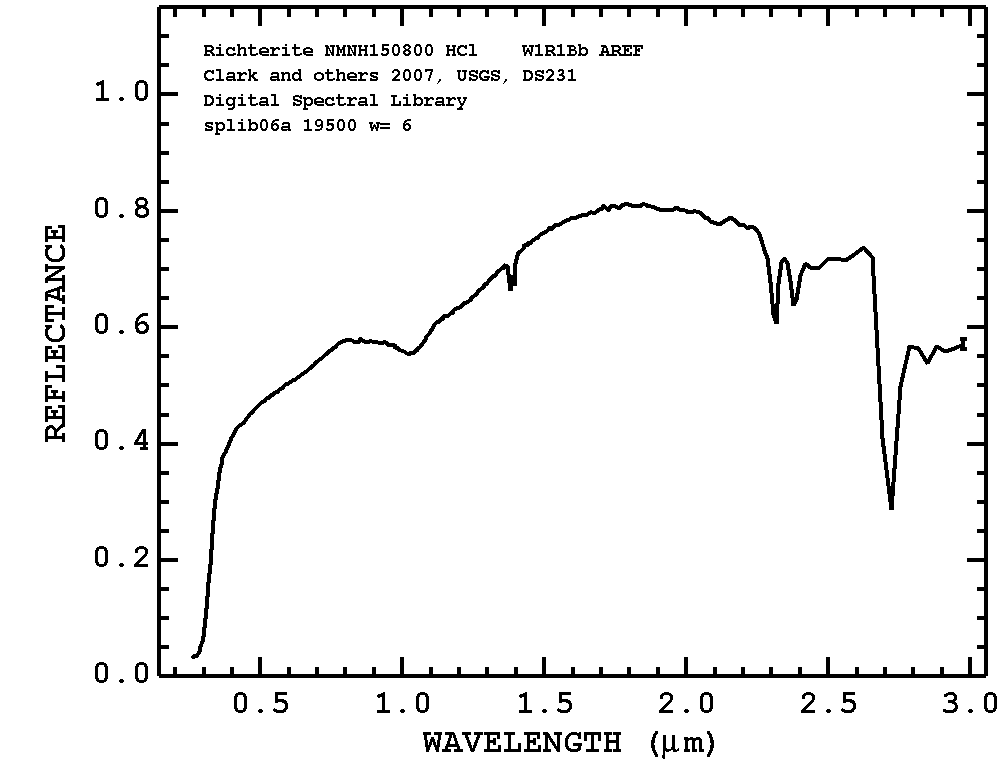 Richterite NMNH150800 HCl    W1R1Bb AREF
Clark and others 2007, USGS, DS231
Digital Spectral Library
splib06a 19500 w= 6
REFLECTANCE
1.0
0.8
0.6
0.4
0.2
0.0
0.5 1.0 1.5 2.0 2.5 3.0
WAVELENGTH (μm)